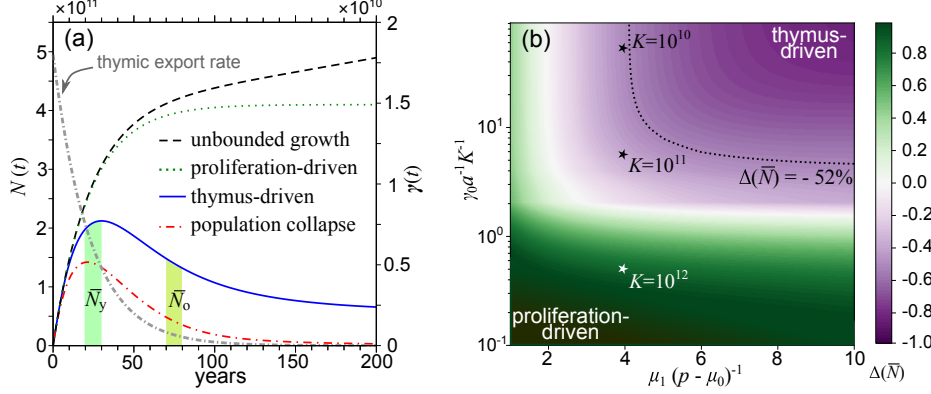 ×10¹¹
×10¹⁰
(a)
thymic export rate
N (t)
γ(t)
unbounded growth
proliferation-driven
thymus-driven
population collapse
N̅y
N̅o
5
4
3
2
1
0
2
1.5
1
0.5
0
0
50
100
150
200
years
(b)
thymus-
driven
K=10¹⁰
K=10¹¹
Δ(N̅) = - 52%
K=10¹²
proliferation-
driven
γ₀a⁻¹K⁻¹
10¹
10⁰
10⁻¹
2
4
6
8
10
μ₁ (p - μ₀)⁻¹
0.8
0.6
0.4
0.2
0.0
-0.2
-0.4
-0.6
-0.8
-1.0
Δ(N̅)